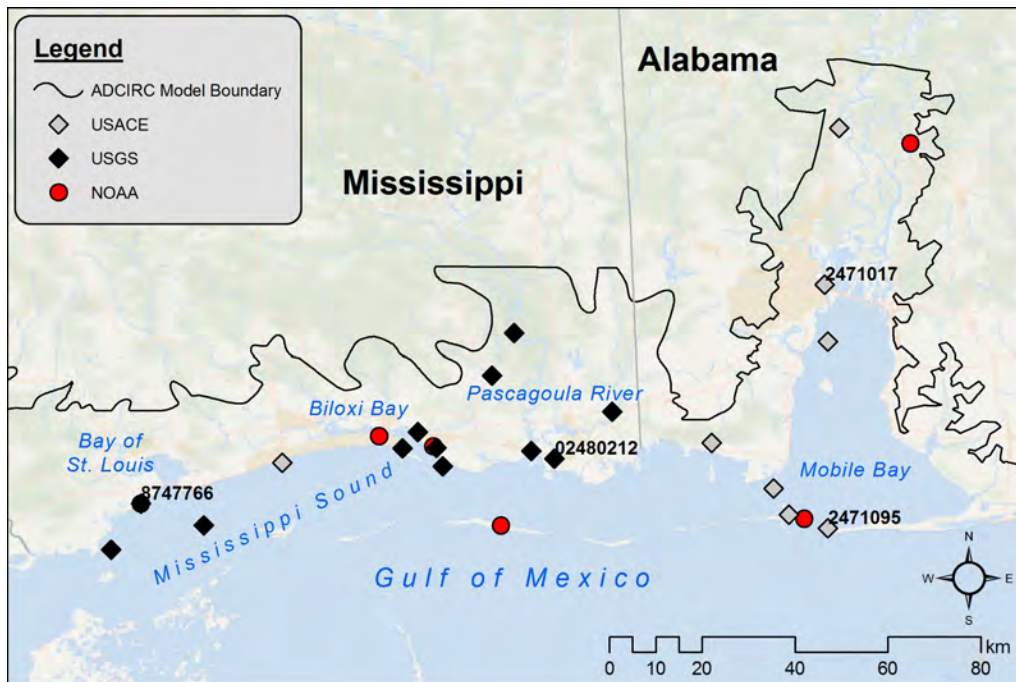 Legend
ADCIRC Model Boundary
USACE
USGS
NOAA
Alabama
Mississippi
2471017
Pascagoula River
Biloxi Bay
Bay of
St. Louis
02480212
8747766
Mississippi Sound
Mobile Bay
2471095
Gulf of Mexico
N
W E
S
km
0 10 20 40 60 80